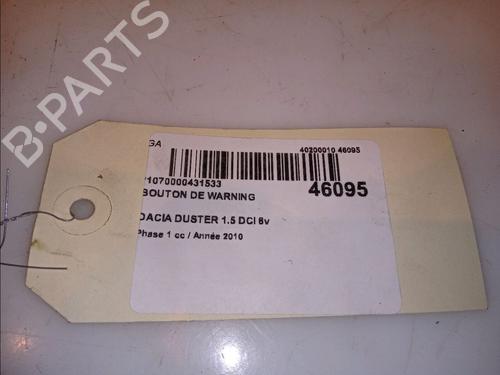 GA
40200010 46095
71070000431533
BOUTON DE WARNING
46095
DACIA DUSTER 1.5 DCI 8v
Phase 1 cc / Année 2010
B-PARTS